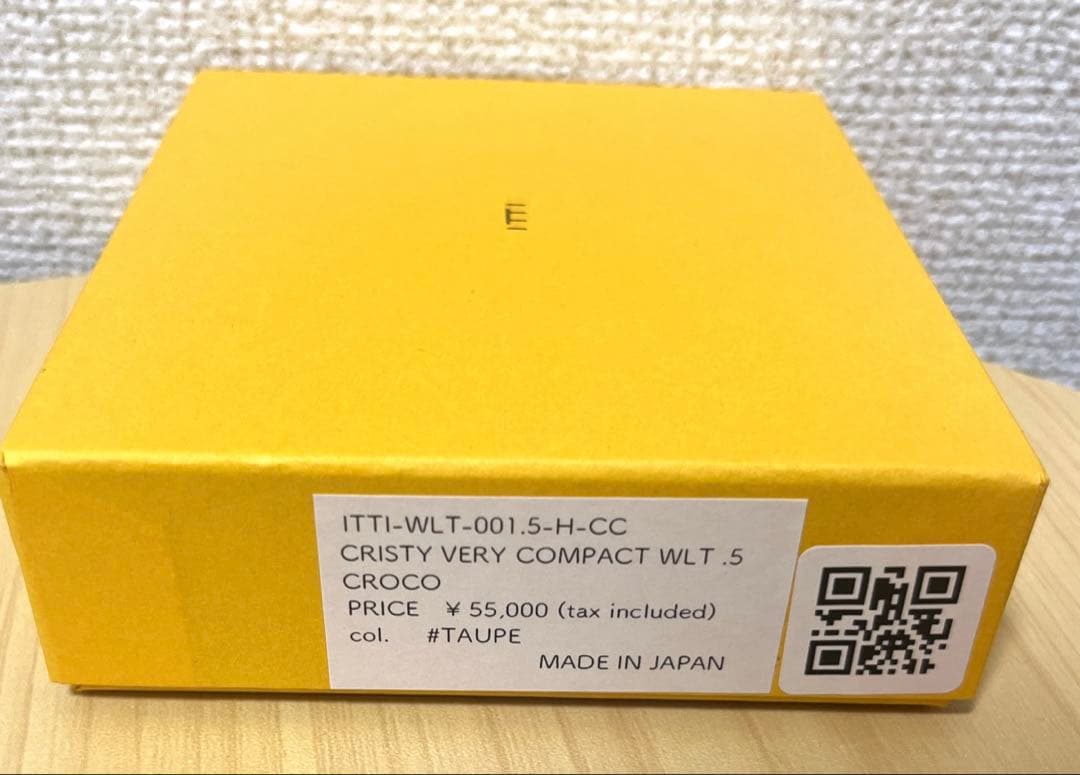 ITTI
ITTI-WLT-001.5-H-CC
CRISTY VERY COMPACT WLT .5
CROCO
PRICE ¥ 55,000 (tax included)
col. #TAUPE
MADE IN JAPAN